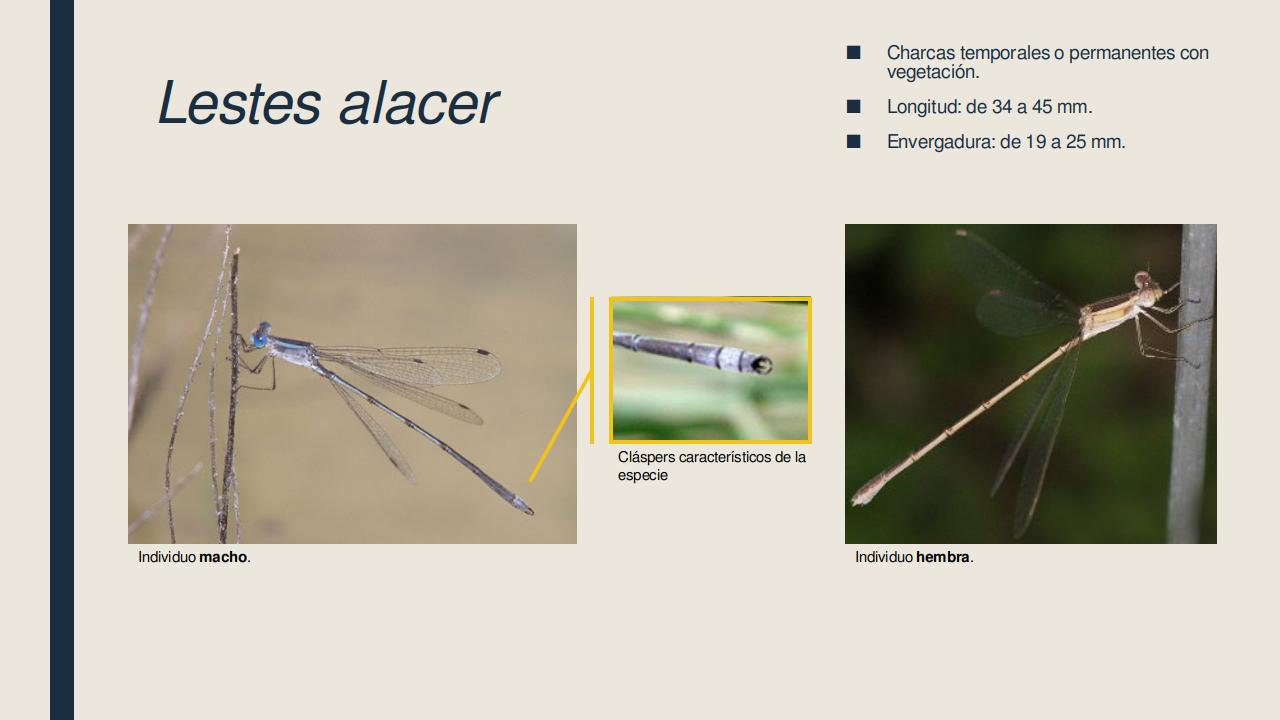 Lestes alacer
■ Charcas temporales o permanentes con
vegetación.
■ Longitud: de 34 a 45 mm.
■ Envergadura: de 19 a 25 mm.
Cláspers característicos de la
especie
Individuo macho.
Individuo hembra.